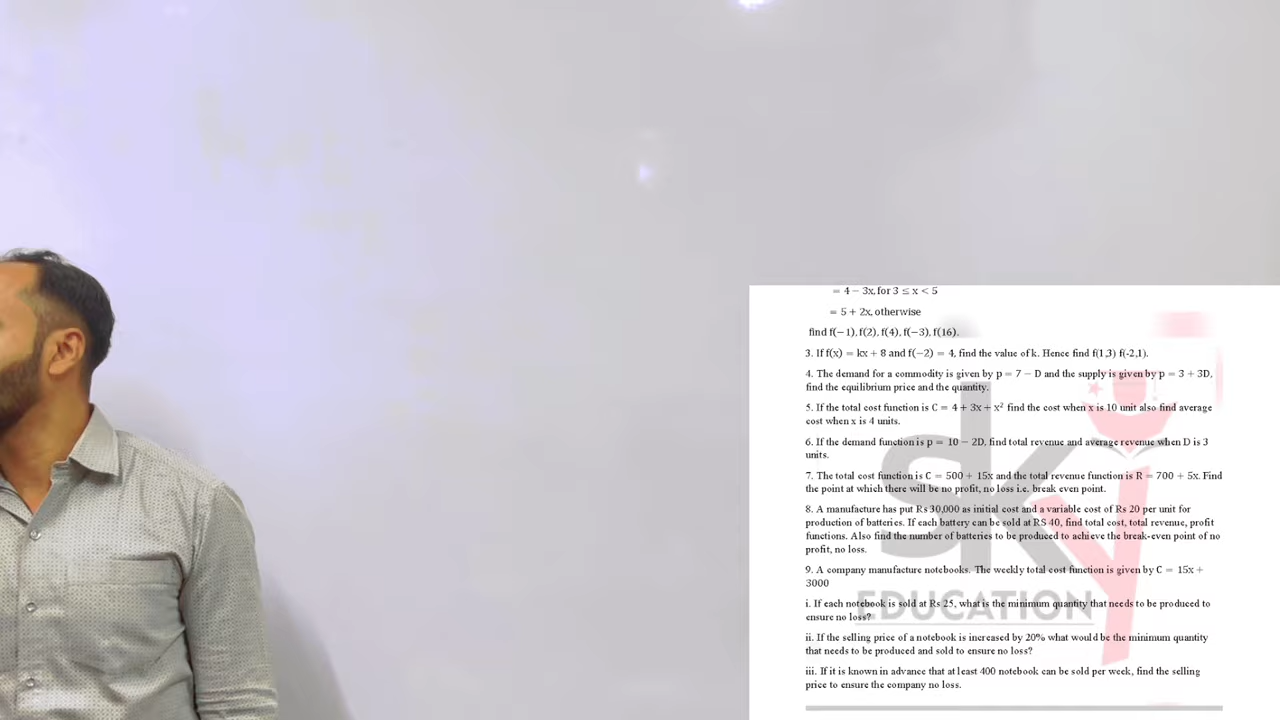 = 4 − 3x, for 3 ≤ x < 5
= 5 + 2x, otherwise
find f(−1), f(2), f(4), f(−3), f(16).
3. If f(x) = kx + 8 and f(−2) = 4, find the value of k. Hence find f(1,3) f(-2,1).
4. The demand for a commodity is given by p = 7 − D and the supply is given by p = 3 + 3D,
find the equilibrium price and the quantity.
5. If the total cost function is C = 4 + 3x + x² find the cost when x is 10 unit also find average
cost when x is 4 units.
6. If the demand function is p = 10 − 2D, find total revenue and average revenue when D is 3
units.
7. The total cost function is C = 500 + 15x and the total revenue function is R = 700 + 5x. Find
the point at which there will be no profit, no loss i.e. break even point.
8. A manufacture has put Rs 30,000 as initial cost and a variable cost of Rs 20 per unit for
production of batteries. If each battery can be sold at RS 40, find total cost, total revenue, profit
functions. Also find the number of batteries to be produced to achieve the break-even point of no
profit, no loss.
9. A company manufacture notebooks. The weekly total cost function is given by C = 15x +
3000
i. If each notebook is sold at Rs 25, what is the minimum quantity that needs to be produced to
ensure no loss?
ii. If the selling price of a notebook is increased by 20% what would be the minimum quantity
that needs to be produced and sold to ensure no loss?
iii. If it is known in advance that at least 400 notebook can be sold per week, find the selling
price to ensure the company no loss.
sky
EDUCATION